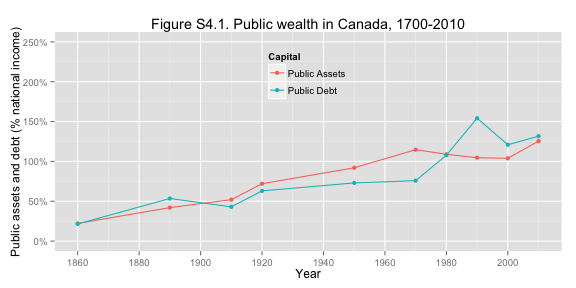 Figure S4.1. Public wealth in Canada, 1700-2010
Public assets and debt (% national income)
250%
200%
150%
100%
50%
0%
Capital
Public Assets
Public Debt
1860 1880 1900 1920 1940 1960 1980 2000
Year